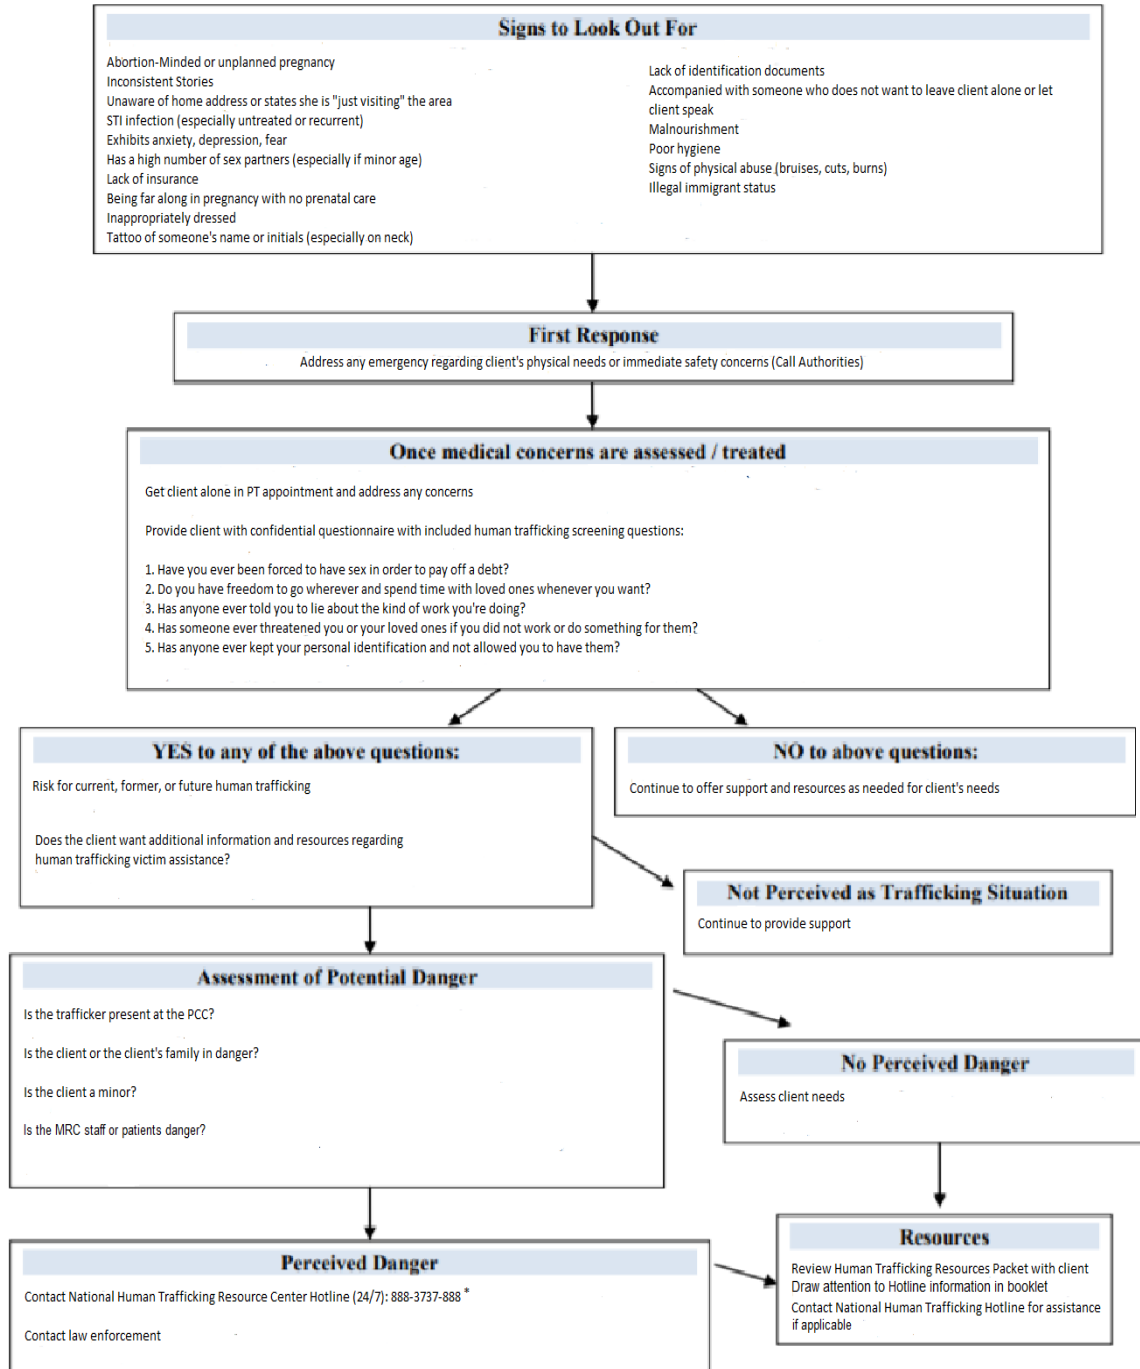 Signs to Look Out For
Abortion-Minded or unplanned pregnancy
Inconsistent Stories
Unaware of home address or states she is "just visiting" the area
STI infection (especially untreated or recurrent)
Exhibits anxiety, depression, fear
Has a high number of sex partners (especially if minor age)
Lack of insurance
Being far along in pregnancy with no prenatal care
Inappropriately dressed
Tattoo of someone's name or initials (especially on neck)
Lack of identification documents
Accompanied with someone who does not want to leave client alone or let
client speak
Malnourishment
Poor hygiene
Signs of physical abuse (bruises, cuts, burns)
Illegal immigrant status
First Response
Address any emergency regarding client's physical needs or immediate safety concerns (Call Authorities)
Once medical concerns are assessed / treated
Get client alone in PT appointment and address any concerns
Provide client with confidential questionnaire with included human trafficking screening questions:
1. Have you ever been forced to have sex in order to pay off a debt?
2. Do you have freedom to go wherever and spend time with loved ones whenever you want?
3. Has anyone ever told you to lie about the kind of work you're doing?
4. Has someone ever threatened you or your loved ones if you did not work or do something for them?
5. Has anyone ever kept your personal identification and not allowed you to have them?
YES to any of the above questions:
Risk for current, former, or future human trafficking
Does the client want additional information and resources regarding
human trafficking victim assistance?
NO to above questions:
Continue to offer support and resources as needed for client's needs
Not Perceived as Trafficking Situation
Continue to provide support
Assessment of Potential Danger
Is the trafficker present at the PCC?
Is the client or the client's family in danger?
Is the client a minor?
Is the MRC staff or patients danger?
No Perceived Danger
Assess client needs
Perceived Danger
Contact National Human Trafficking Resource Center Hotline (24/7): 888-3737-888 *
Contact law enforcement
Resources
Review Human Trafficking Resources Packet with client
Draw attention to Hotline information in booklet
Contact National Human Trafficking Hotline for assistance
if applicable